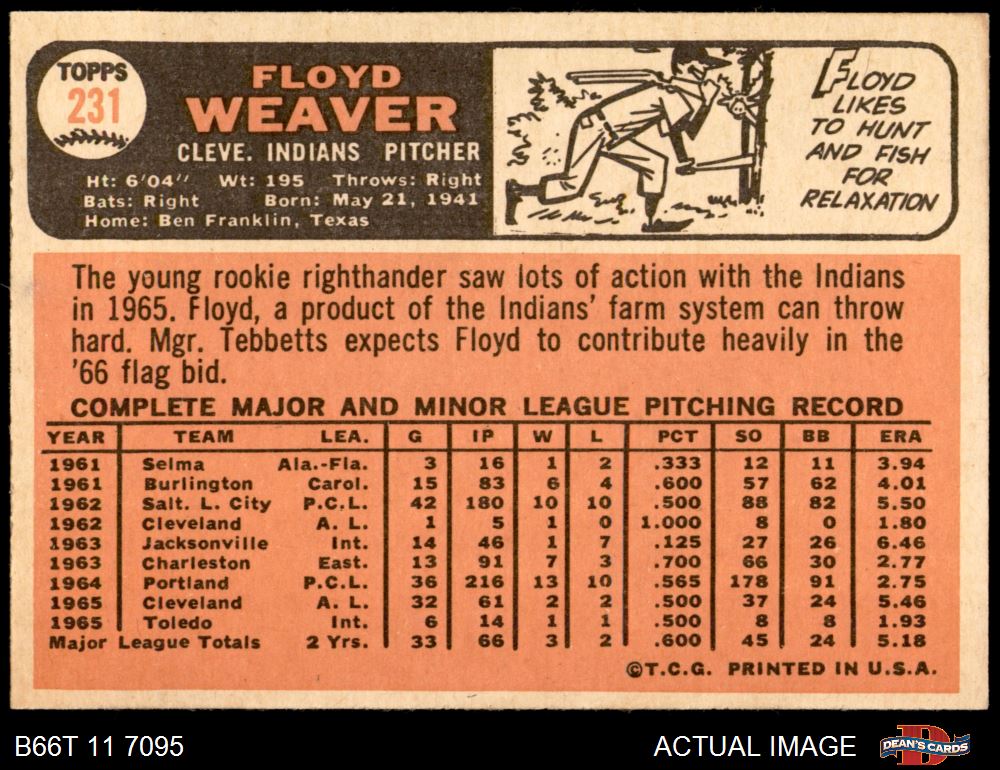 TOPPS
231
FLOYD
WEAVER
CLEVE. INDIANS PITCHER
Ht: 6'04" Wt: 195 Throws: Right
Bats: Right Born: May 21, 1941
Home: Ben Franklin, Texas
FLOYD
LIKES
TO HUNT
AND FISH
FOR
RELAXATION
The young rookie righthander saw lots of action with the Indians
in 1965. Floyd, a product of the Indians' farm system can throw
hard. Mgr. Tebbetts expects Floyd to contribute heavily in the
'66 flag bid.
COMPLETE MAJOR AND MINOR LEAGUE PITCHING RECORD
YEAR TEAM LEA. G IP W L PCT SO BB ERA
1961 Selma Ala.-Fla. 3 16 1 2 .333 12 11 3.94
1961 Burlington Carol. 15 83 6 4 .600 57 62 4.01
1962 Salt. L. City P.C.L. 42 180 10 10 .500 88 82 5.50
1962 Cleveland A. L. 1 5 1 0 1.000 8 0 1.80
1963 Jacksonville Int. 14 46 1 7 .125 27 26 6.46
1963 Charleston East. 13 91 7 3 .700 66 30 2.77
1964 Portland P.C.L. 36 216 13 10 .565 178 91 2.75
1965 Cleveland A. L. 32 61 2 2 .500 37 24 5.46
1965 Toledo Int. 6 14 1 1 .500 8 8 1.93
Major League Totals 2 Yrs. 33 66 3 2 .600 45 24 5.18
©T.C.G. PRINTED IN U.S.A.
B66T 11 7095
ACTUAL IMAGE
DEAN'S CARDS